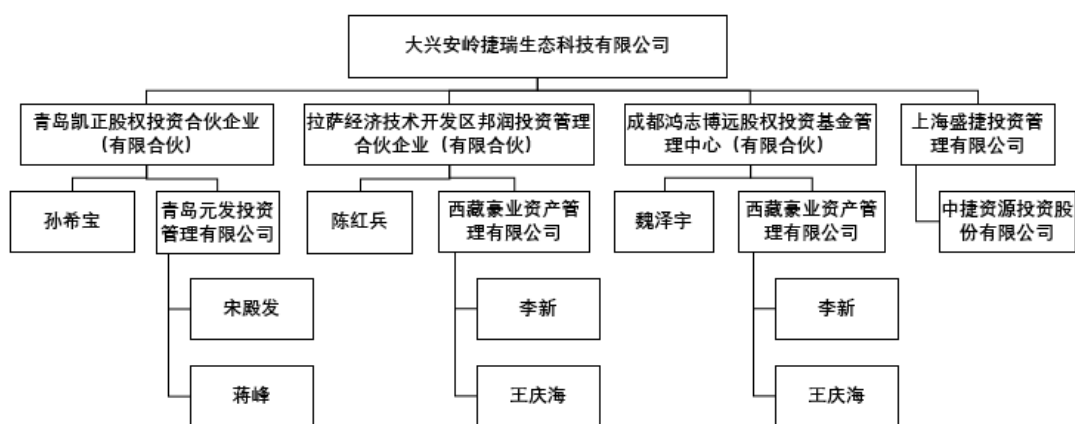 大兴安岭捷瑞生态科技有限公司
青岛凯正股权投资合伙企业
（有限合伙）
拉萨经济技术开发区邦润投资管理
合伙企业（有限合伙）
成都鸿志博远股权投资基金管
理中心（有限合伙）
上海盛捷投资管
理有限公司
孙希宝
青岛元发投资
管理有限公司
陈红兵
西藏豪业资产管
理有限公司
魏泽宇
西藏豪业资产管
理有限公司
中捷资源投资股
份有限公司
宋殿发
李新
李新
蒋峰
王庆海
王庆海